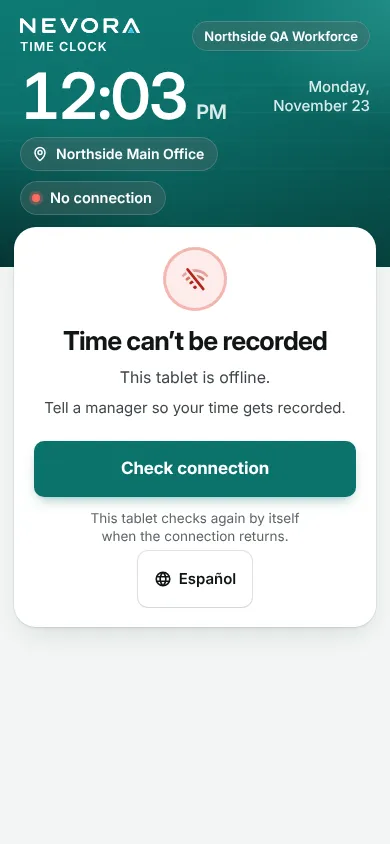 NEVORA
TIME CLOCK
Northside QA Workforce
12:03 PM
Monday,
November 23
Northside Main Office
No connection
Time can’t be recorded
This tablet is offline.
Tell a manager so your time gets recorded.
Check connection
This tablet checks again by itself
when the connection returns.
Español